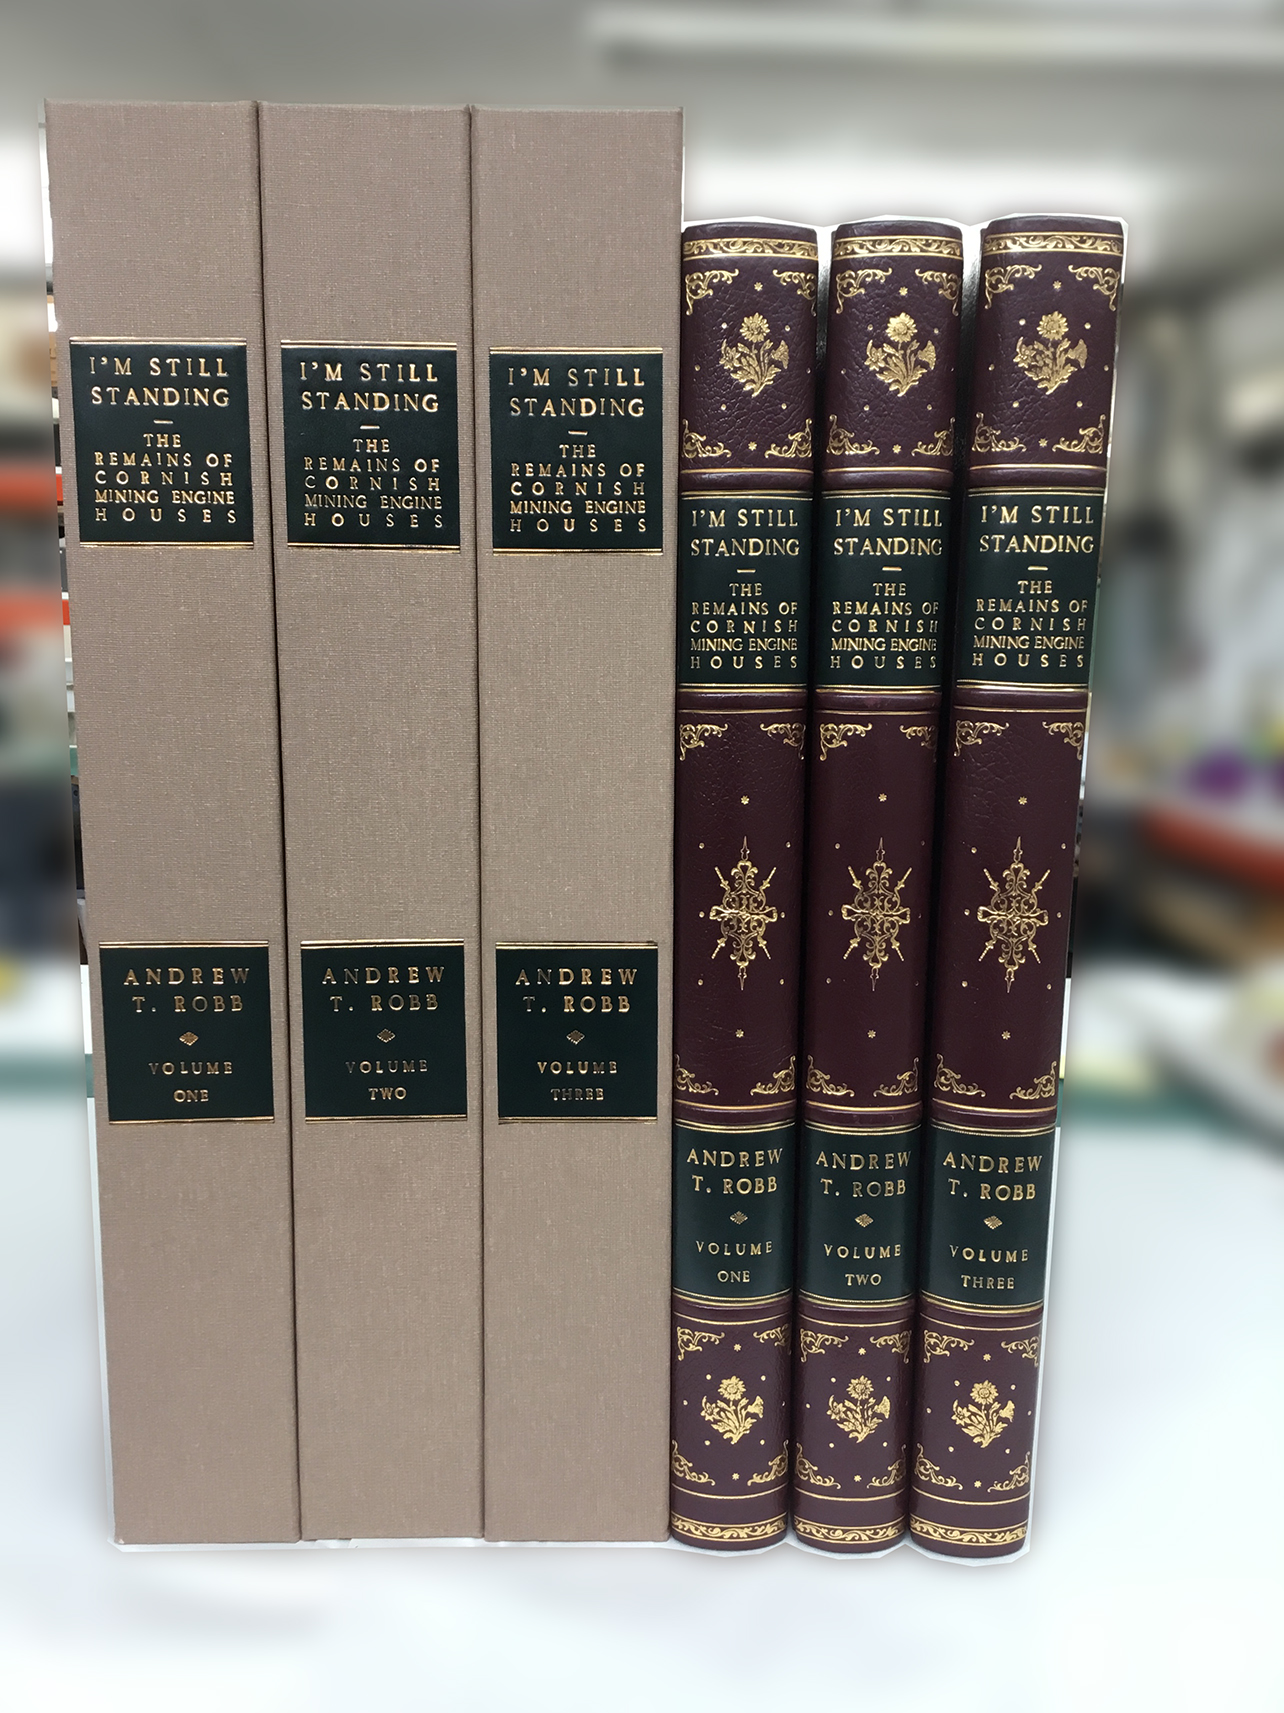 I'M STILL
STANDING
—
THE
REMAINS OF
CORNISH
MINING ENGINE
HOUSES
ANDREW
T. ROBB
VOLUME
ONE
I'M STILL
STANDING
—
THE
REMAINS OF
CORNISH
MINING ENGINE
HOUSES
ANDREW
T. ROBB
VOLUME
TWO
I'M STILL
STANDING
—
THE
REMAINS OF
CORNISH
MINING ENGINE
HOUSES
ANDREW
T. ROBB
VOLUME
THREE
I'M STILL
STANDING
—
THE
REMAINS OF
CORNISH
MINING ENGINE
HOUSES
ANDREW
T. ROBB
VOLUME
ONE
I'M STILL
STANDING
—
THE
REMAINS OF
CORNISH
MINING ENGINE
HOUSES
ANDREW
T. ROBB
VOLUME
TWO
I'M STILL
STANDING
—
THE
REMAINS OF
CORNISH
MINING ENGINE
HOUSES
ANDREW
T. ROBB
VOLUME
THREE